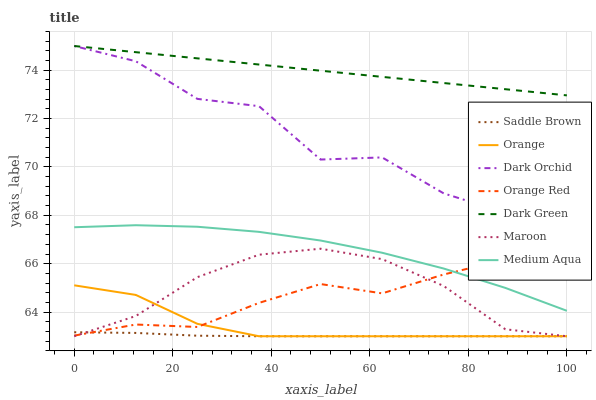 title
74
72
70
68
66
64
yaxis_label
0
20
40
60
80
100
xaxis_label
Saddle Brown
Orange
Dark Orchid
Orange Red
Dark Green
Maroon
Medium Aqua